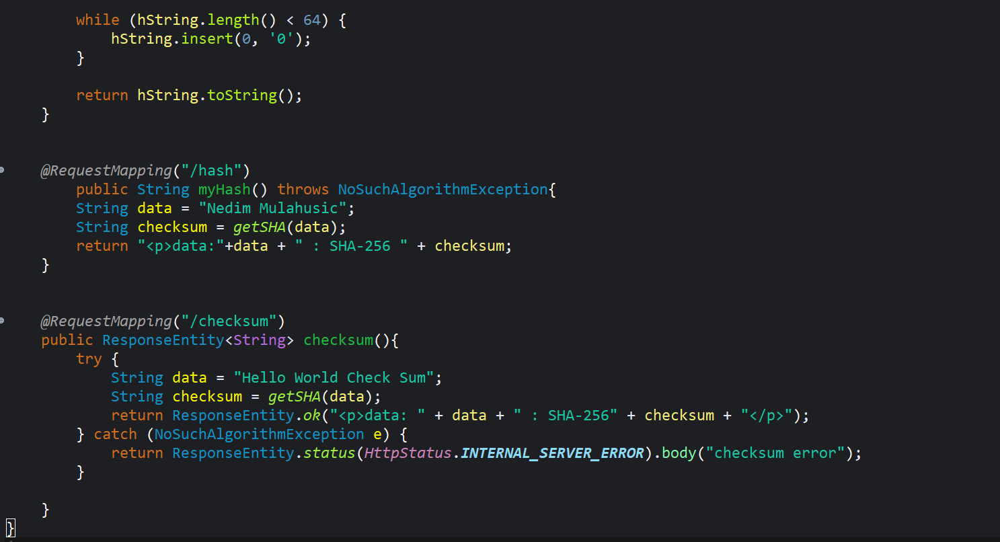 while (hString.length() < 64) {
hString.insert(0, '0');
}
return hString.toString();
}
@RequestMapping("/hash")
public String myHash() throws NoSuchAlgorithmException{
String data = "Nedim Mulahusic";
String checksum = getSHA(data);
return "<p>data:"+data + " : SHA-256 " + checksum;
}
@RequestMapping("/checksum")
public ResponseEntity<String> checksum(){
try {
String data = "Hello World Check Sum";
String checksum = getSHA(data);
return ResponseEntity.ok("<p>data: " + data + " : SHA-256" + checksum + "</p>");
} catch (NoSuchAlgorithmException e) {
return ResponseEntity.status(HttpStatus.INTERNAL_SERVER_ERROR).body("checksum error");
}
}
}